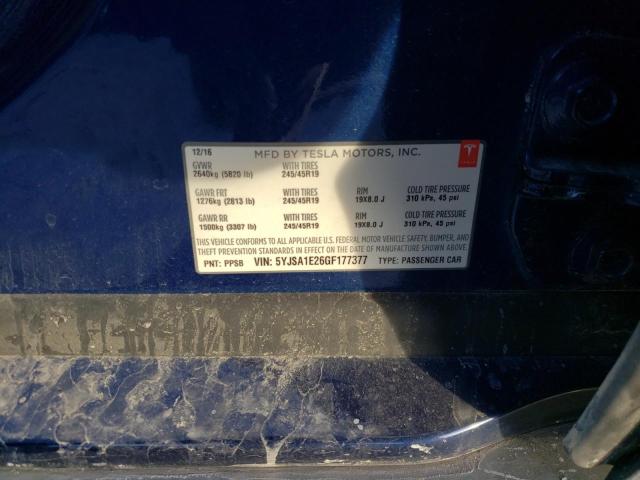 12/16 MFD BY TESLA MOTORS, INC.
GVWR WITH TIRES
2640kg (5820 lb) 245/45R19
GAWR FRT WITH TIRES RIM COLD TIRE PRESSURE
1276kg (2813 lb) 245/45R19 19X8.0 J 310 kPa, 45 psi
GAWR RR WITH TIRES RIM COLD TIRE PRESSURE
1500kg (3307 lb) 245/45R19 19X8.0 J 310 kPa, 45 psi
THIS VEHICLE CONFORMS TO ALL APPLICABLE U.S. FEDERAL MOTOR VEHICLE SAFETY, BUMPER, AND
THEFT PREVENTION STANDARDS IN EFFECT ON THE DATE OF MANUFACTURE SHOWN ABOVE.
PNT: PPSB VIN: 5YJSA1E26GF177377 TYPE: PASSENGER CAR